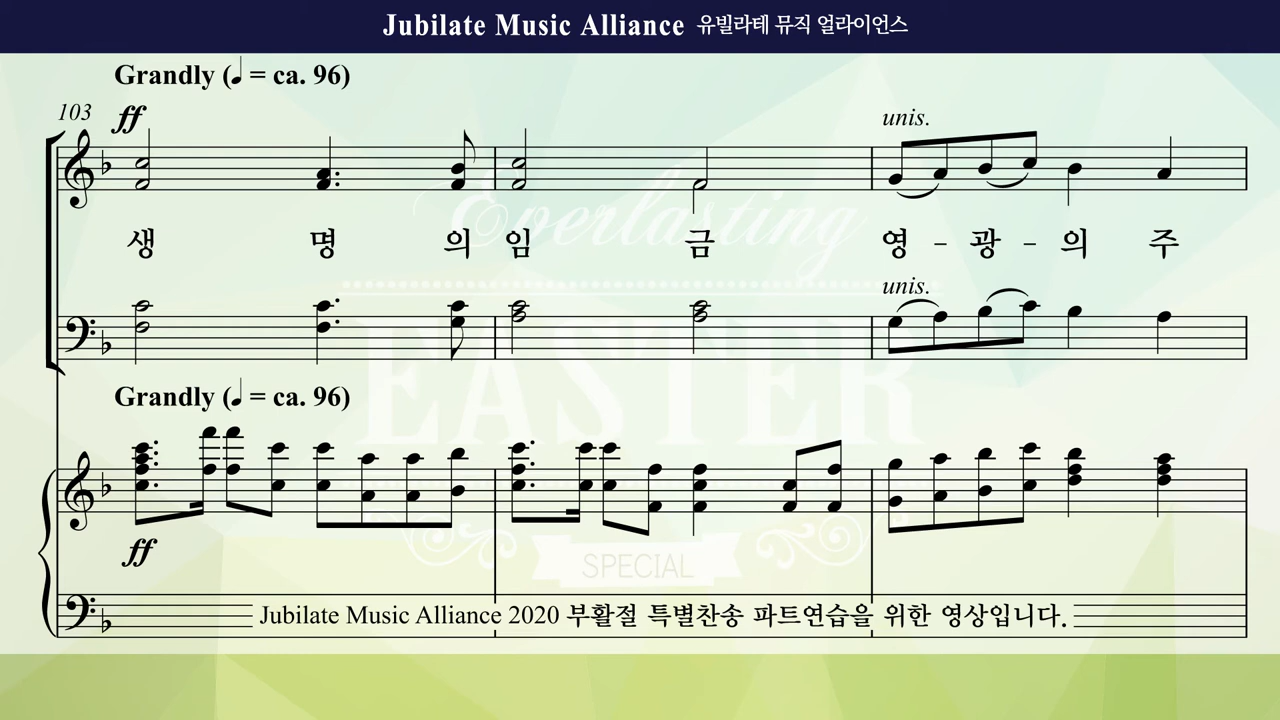 Jubilate Music Alliance 유빌라테 뮤직 얼라이언스
Grandly (♩ = ca. 96)
103 ff
unis.
생 명 의 임 금 영 - 광 - 의 주
unis.
Grandly (♩ = ca. 96)
ff
Everlasting
EASTER
SPECIAL
Jubilate Music Alliance 2020 부활절 특별찬송 파트연습을 위한 영상입니다.